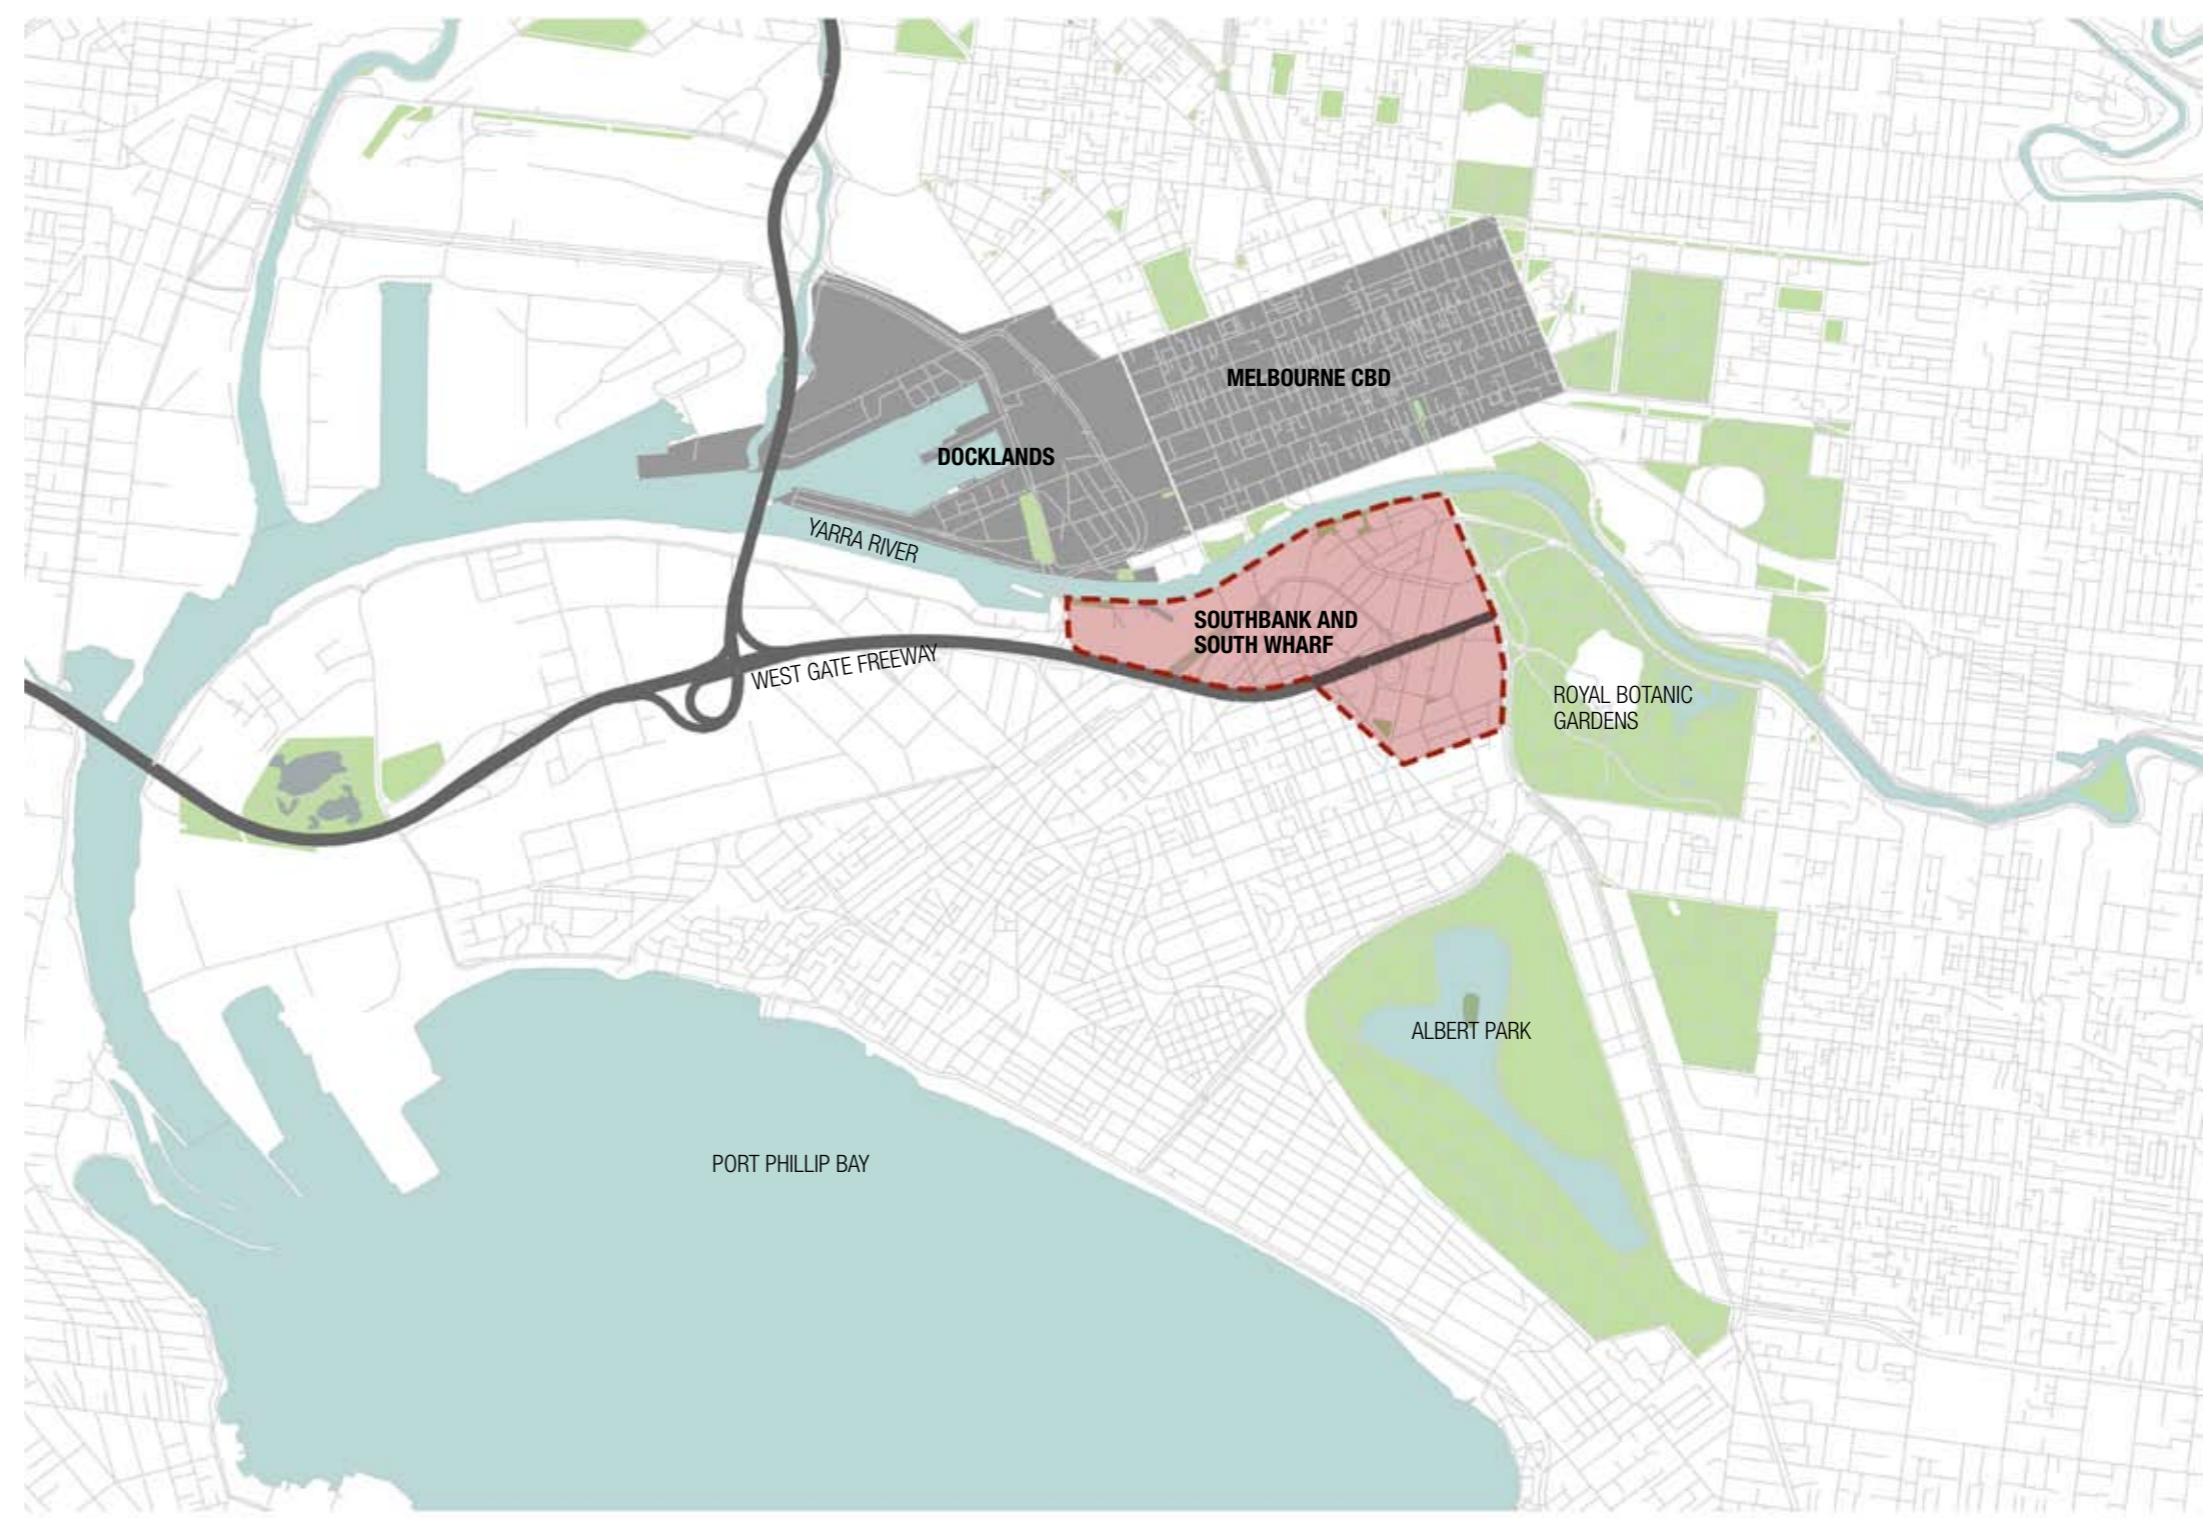 MELBOURNE CBD
DOCKLANDS
YARRA RIVER
SOUTHBANK AND
SOUTH WHARF
WEST GATE FREEWAY
ROYAL BOTANIC
GARDENS
ALBERT PARK
PORT PHILLIP BAY